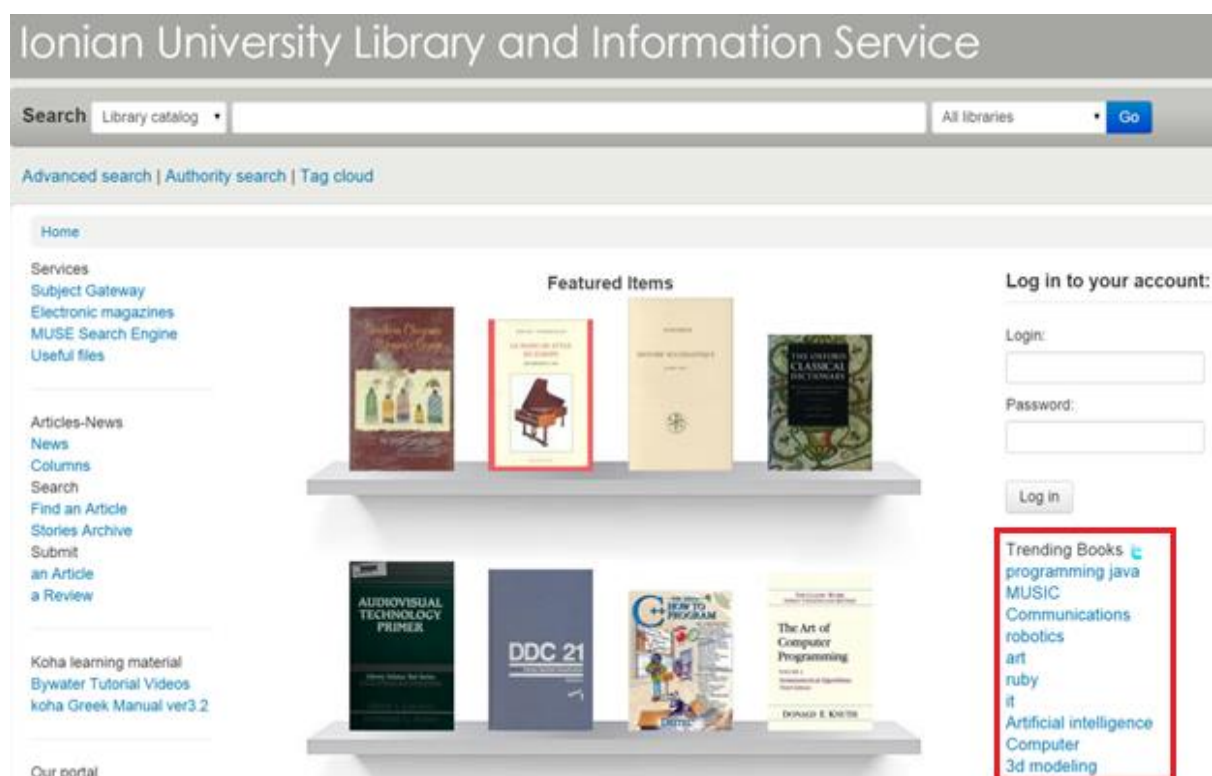 Ionian University Library and Information Service
Search Library catalog All libraries Go
Advanced search | Authority search | Tag cloud
Home
Services
Subject Gateway
Electronic magazines
MUSE Search Engine
Useful files
Articles-News
News
Columns
Search
Find an Article
Stories Archive
Submit
an Article
a Review
Koha learning material
Bywater Tutorial Videos
koha Greek Manual ver3.2
Our portal
Featured Items
THE OXFORD
CLASSICAL
DICTIONARY
AUDIOVISUAL
TECHNOLOGY
PRIMER
DDC 21
HOW TO
PROGRAM
DEITEL
The Art of
Computer
Programming
DONALD E. KNUTH
Log in to your account:
Login:
Password:
Log in
Trending Books
programming java
MUSIC
Communications
robotics
art
ruby
it
Artificial intelligence
Computer
3d modeling